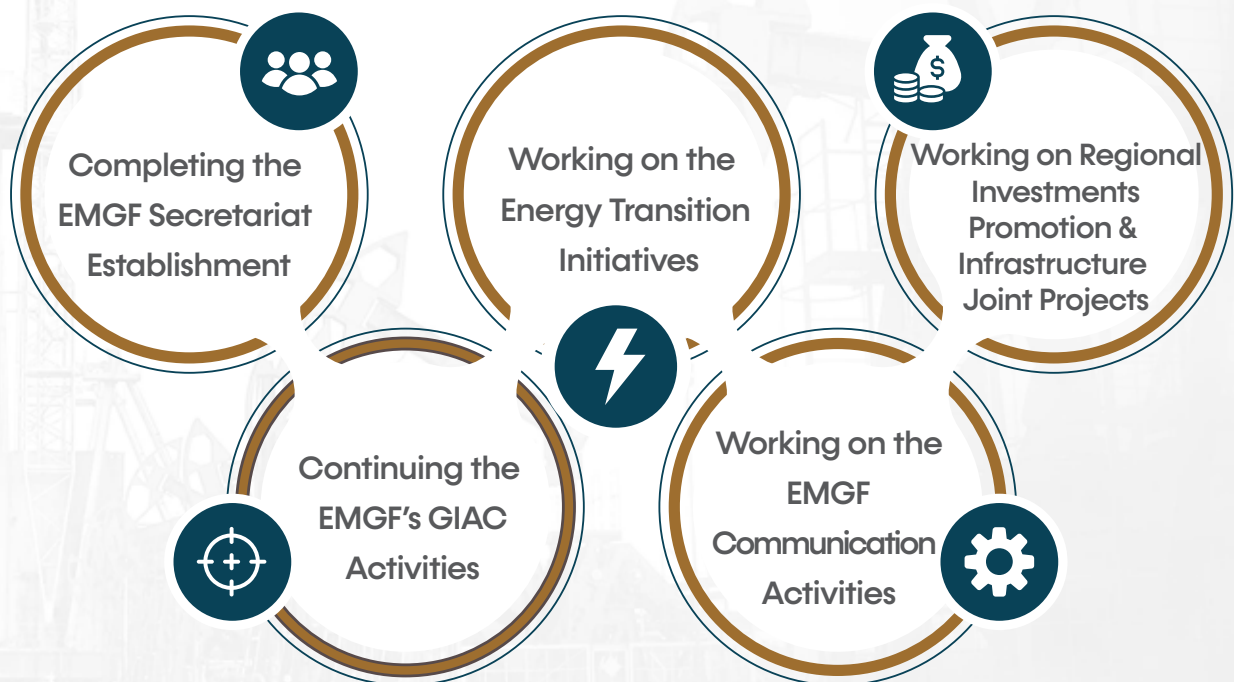 Completing the
EMGF Secretariat
Establishment
Working on the
Energy Transition
Initiatives
Working on Regional
Investments
Promotion &
Infrastructure
Joint Projects
Continuing the
EMGF's GIAC
Activities
Working on the
EMGF
Communication
Activities
$